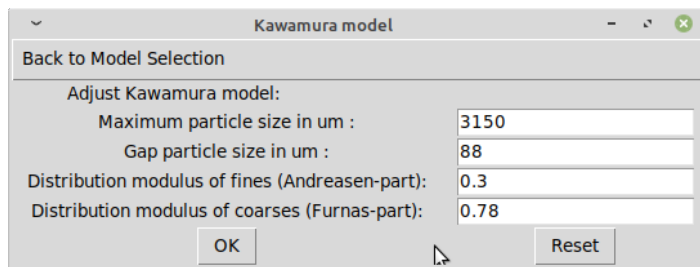 Kawamura model
Back to Model Selection
Adjust Kawamura model:
Maximum particle size in um : 3150
Gap particle size in um : 88
Distribution modulus of fines (Andreasen-part): 0.3
Distribution modulus of coarses (Furnas-part): 0.78
OK Reset